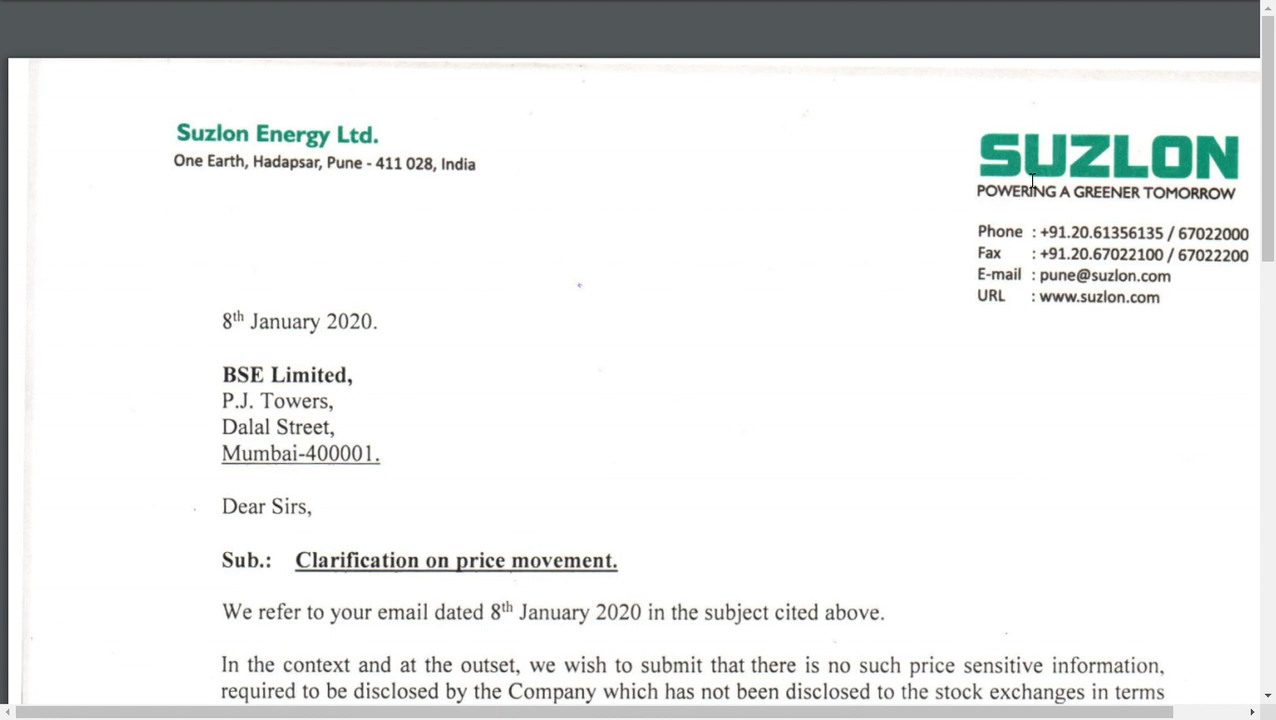 Suzlon Energy Ltd.
One Earth, Hadapsar, Pune - 411 028, India
SUZLON
POWERING A GREENER TOMORROW
Phone : +91.20.61356135 / 67022000
Fax : +91.20.67022100 / 67022200
E-mail : pune@suzlon.com
URL : www.suzlon.com
8th January 2020.
BSE Limited,
P.J. Towers,
Dalal Street,
Mumbai-400001.
Dear Sirs,
Sub.: Clarification on price movement.
We refer to your email dated 8th January 2020 in the subject cited above.
In the context and at the outset, we wish to submit that there is no such price sensitive information,
required to be disclosed by the Company which has not been disclosed to the stock exchanges in terms